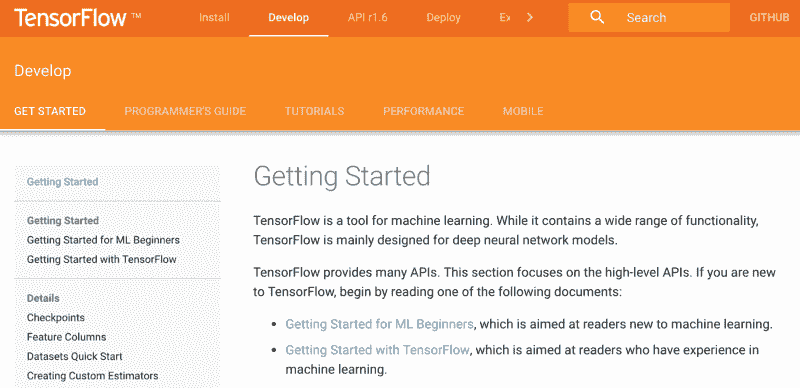 TensorFlow ™ Install Develop API r1.6 Deploy Ex Search GITHUB
Develop
GET STARTED PROGRAMMER'S GUIDE TUTORIALS PERFORMANCE MOBILE
Getting Started
Getting Started
Getting Started for ML Beginners
Getting Started with TensorFlow
Details
Checkpoints
Feature Columns
Datasets Quick Start
Creating Custom Estimators
Getting Started
TensorFlow is a tool for machine learning. While it contains a wide range of functionality,
TensorFlow is mainly designed for deep neural network models.
TensorFlow provides many APIs. This section focuses on the high-level APIs. If you are new
to TensorFlow, begin by reading one of the following documents:
• Getting Started for ML Beginners, which is aimed at readers new to machine learning.
• Getting Started with TensorFlow, which is aimed at readers who have experience in
machine learning.